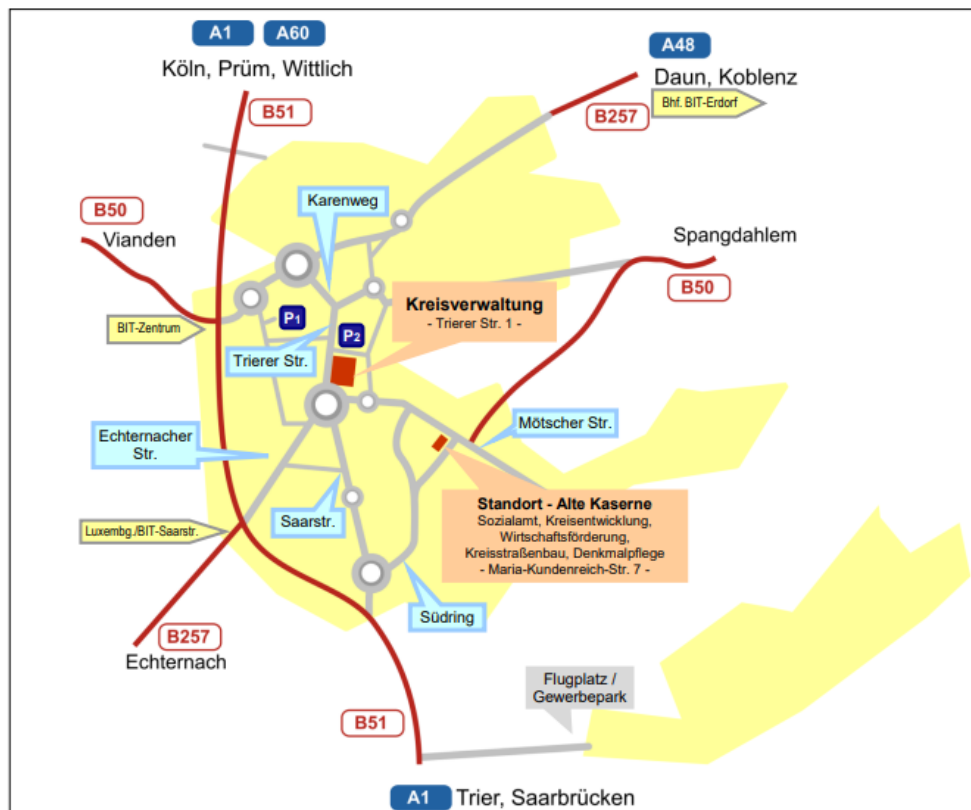 A1 A60
Köln, Prüm, Wittlich
B51
A48
Daun, Koblenz
Bhf. BIT-Erdorf
B257
Karenweg
B50
Vianden
Spangdahlem
B50
Kreisverwaltung
- Trierer Str. 1 -
P1
P2
BIT-Zentrum
Trierer Str.
Mötscher Str.
Echternacher
Str.
Standort - Alte Kaserne
Sozialamt, Kreisentwicklung,
Wirtschaftsförderung,
Kreisstraßenbau, Denkmalpflege
- Maria-Kundenreich-Str. 7 -
Saarstr.
Luxembg./BIT-Saarstr.
Südring
B257
Echternach
Flugplatz /
Gewerbepark
B51
A1 Trier, Saarbrücken